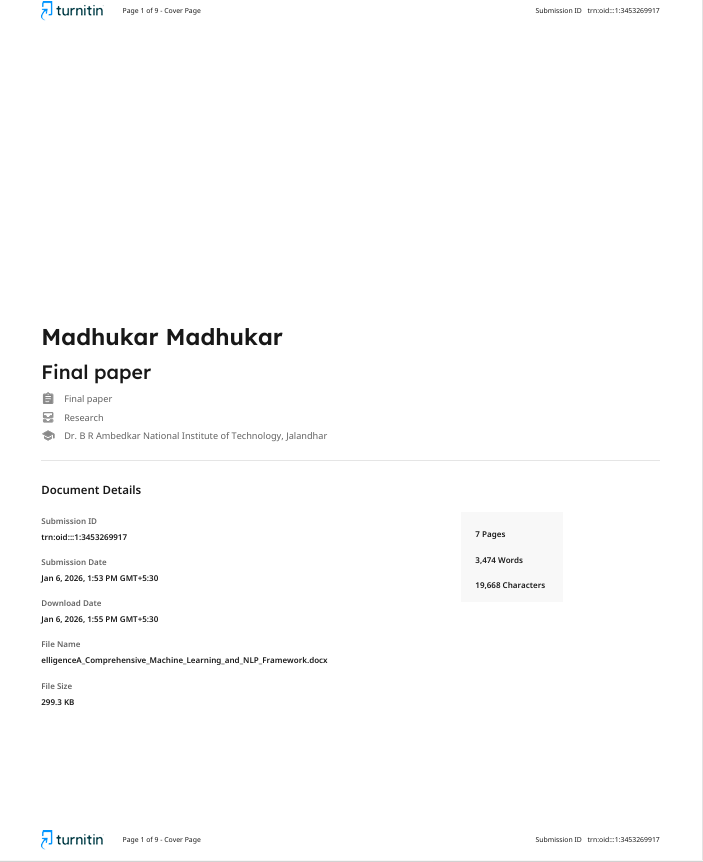 turnitin Page 1 of 9 - Cover Page Submission ID trn:oid:::1:3453269917
Madhukar Madhukar
Final paper
Final paper
Research
Dr. B R Ambedkar National Institute of Technology, Jalandhar
Document Details
Submission ID
trn:oid:::1:3453269917
Submission Date
Jan 6, 2026, 1:53 PM GMT+5:30
Download Date
Jan 6, 2026, 1:55 PM GMT+5:30
File Name
elligenceA_Comprehensive_Machine_Learning_and_NLP_Framework.docx
File Size
299.3 KB
7 Pages
3,474 Words
19,668 Characters
turnitin Page 1 of 9 - Cover Page Submission ID trn:oid:::1:3453269917